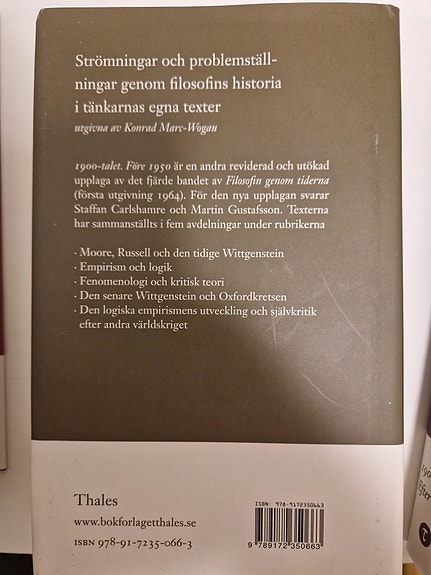 Strömningar och problemställ-
ningar genom filosofins historia
i tänkarnas egna texter
utgivna av Konrad Marc-Wogau
1900-talet. Före 1950 är en andra reviderad och utökad
upplaga av det fjärde bandet av Filosofin genom tiderna
(första utgivning 1964). För den nya upplagan svarar
Staffan Carlshamre och Martin Gustafsson. Texterna
har sammanställts i fem avdelningar under rubrikerna
· Moore, Russell och den tidige Wittgenstein
· Empirism och logik
· Fenomenologi och kritisk teori
· Den senare Wittgenstein och Oxfordkretsen
· Den logiska empirismens utveckling och självkritik
efter andra världskriget
Thales
www.bokforlagetthales.se
ISBN 978-91-7235-066-3
ISBN 978-9172350663
9 789172 350663
190
Efter